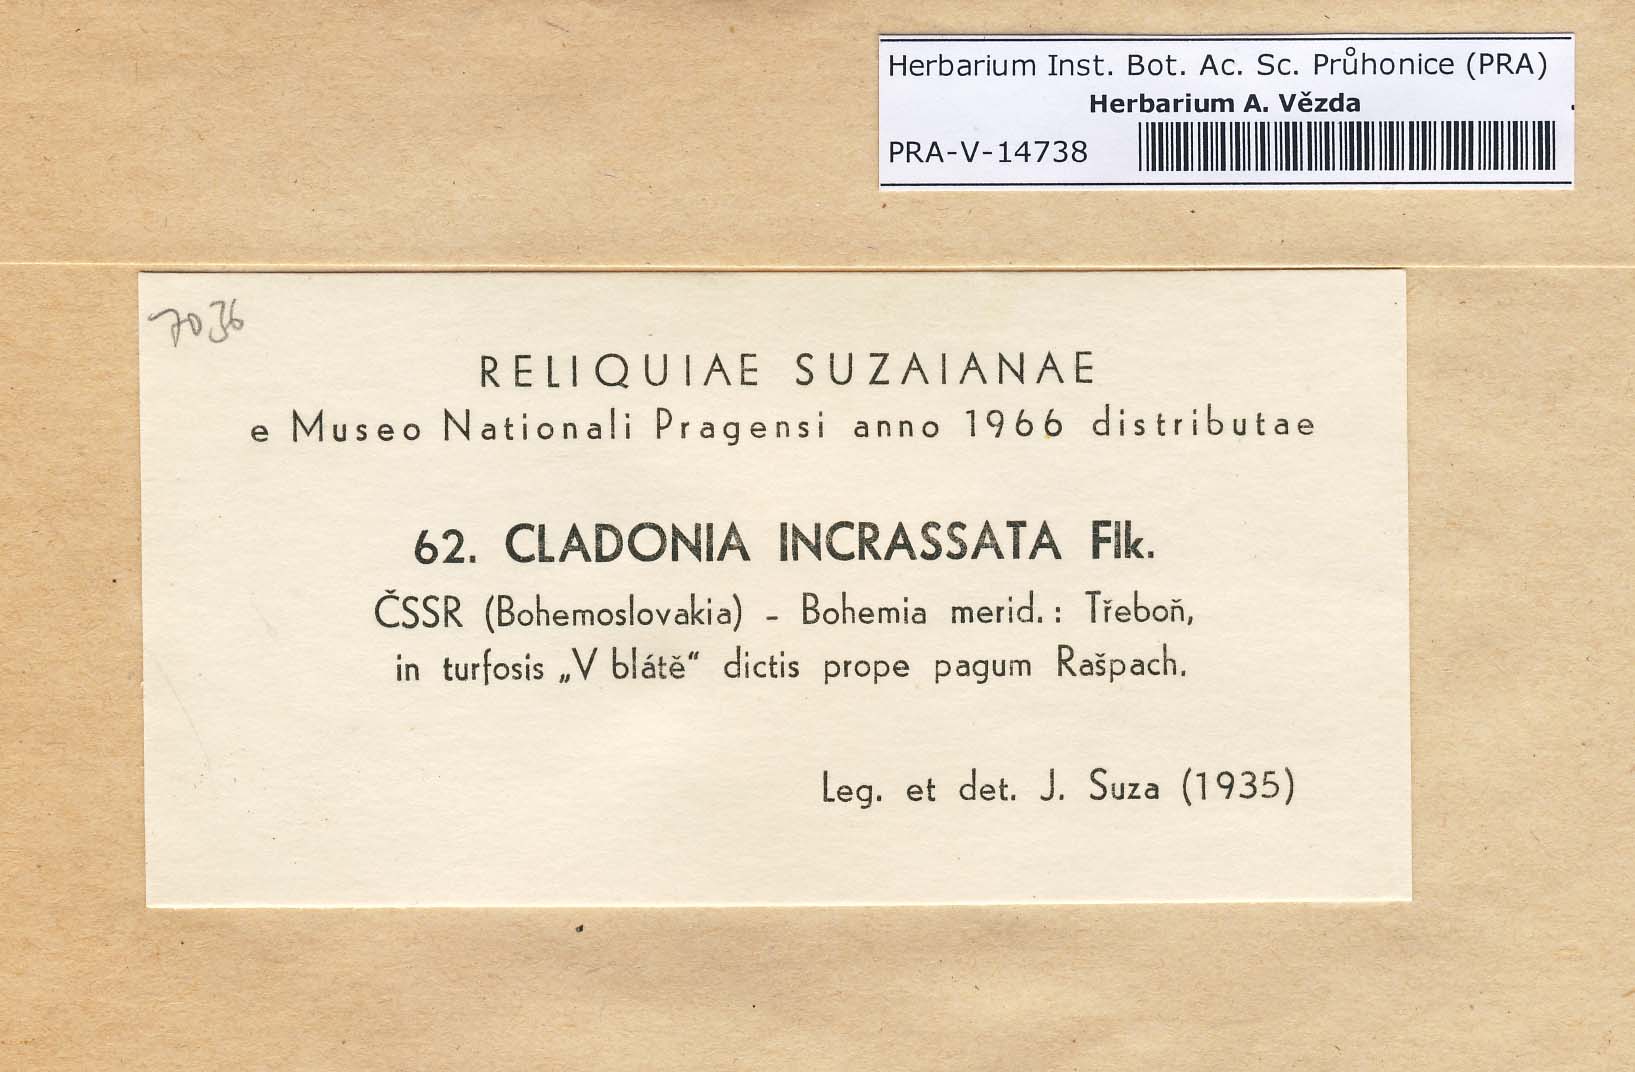 Herbarium Inst. Bot. Ac. Sc. Průhonice (PRA)
Herbarium A. Vězda
PRA-V-14738
7036
RELIQUIAE SUZAIANAE
e Museo Nationali Pragensi anno 1966 distributae
62. CLADONIA INCRASSATA Flk.
ČSSR (Bohemoslovakia) - Bohemia merid. : Třeboň,
in turfosis „V blátě“ dictis prope pagum Rašpach.
Leg. et det. J. Suza (1935)